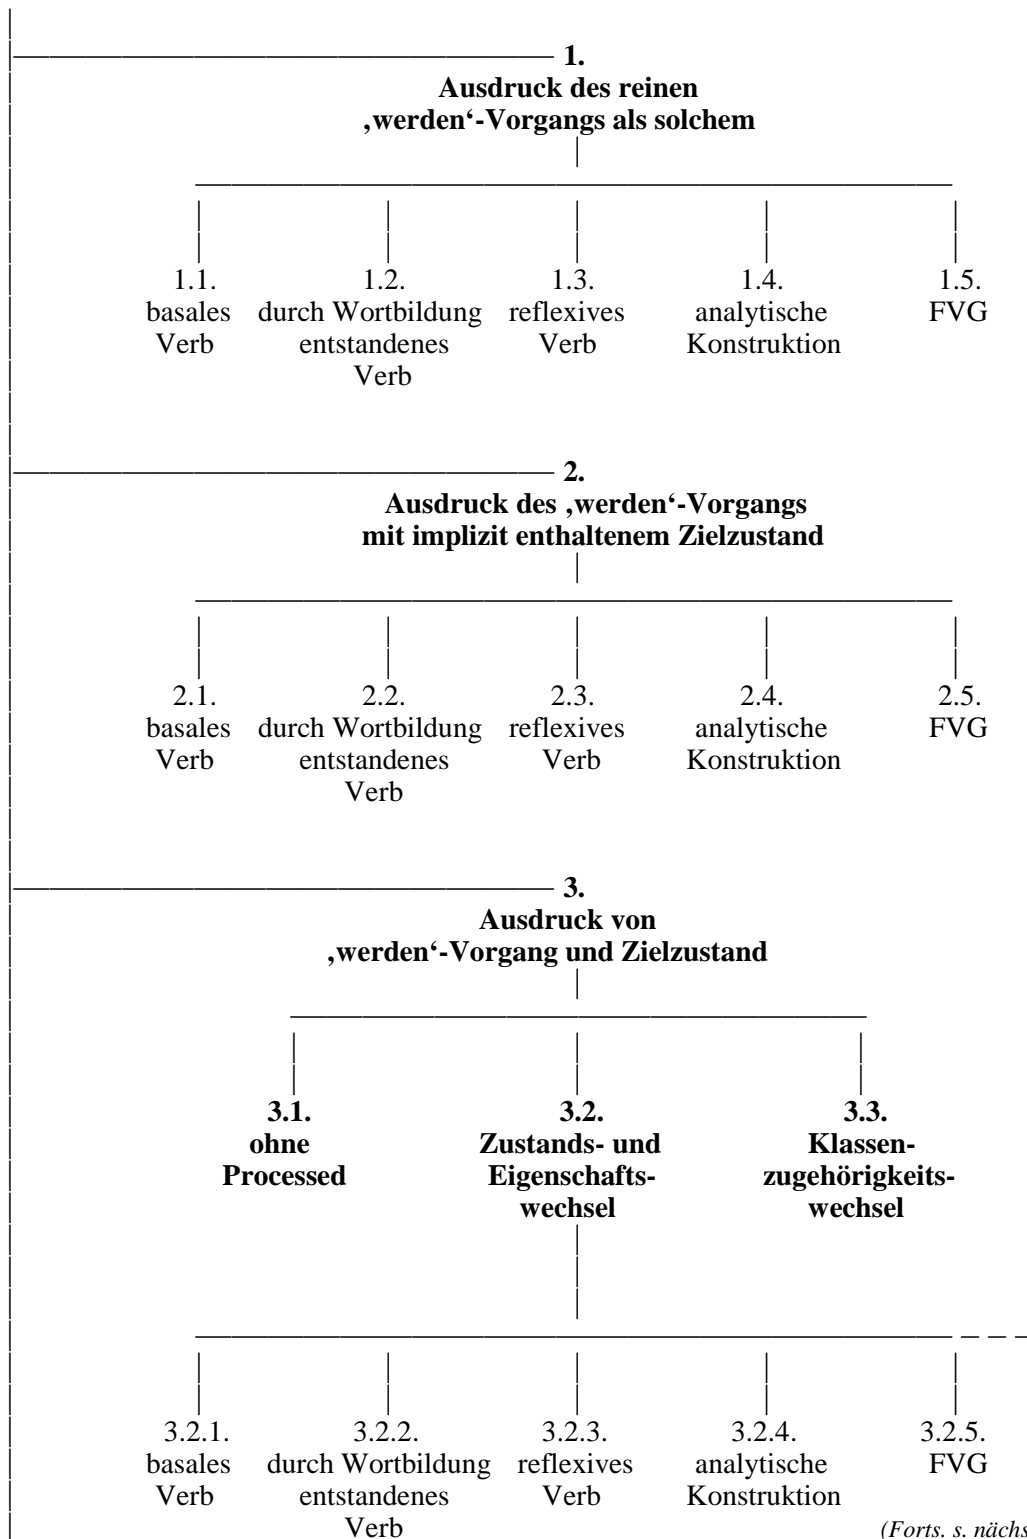 1.
Ausdruck des reinen
‚werden‘-Vorgangs als solchem
1.1. 1.2. 1.3. 1.4. 1.5.
basales durch Wortbildung reflexives analytische FVG
Verb entstandenes Verb Konstruktion
Verb
2.
Ausdruck des ‚werden‘-Vorgangs
mit implizit enthaltenem Zielzustand
2.1. 2.2. 2.3. 2.4. 2.5.
basales durch Wortbildung reflexives analytische FVG
Verb entstandenes Verb Konstruktion
Verb
3.
Ausdruck von
‚werden‘-Vorgang und Zielzustand
3.1. 3.2. 3.3.
ohne Zustands- und Klassen-
Processed Eigenschafts- zugehörigkeits-
wechsel wechsel
3.2.1. 3.2.2. 3.2.3. 3.2.4. 3.2.5.
basales durch Wortbildung reflexives analytische FVG
Verb entstandenes Verb Konstruktion
Verb (Forts. s. nächs